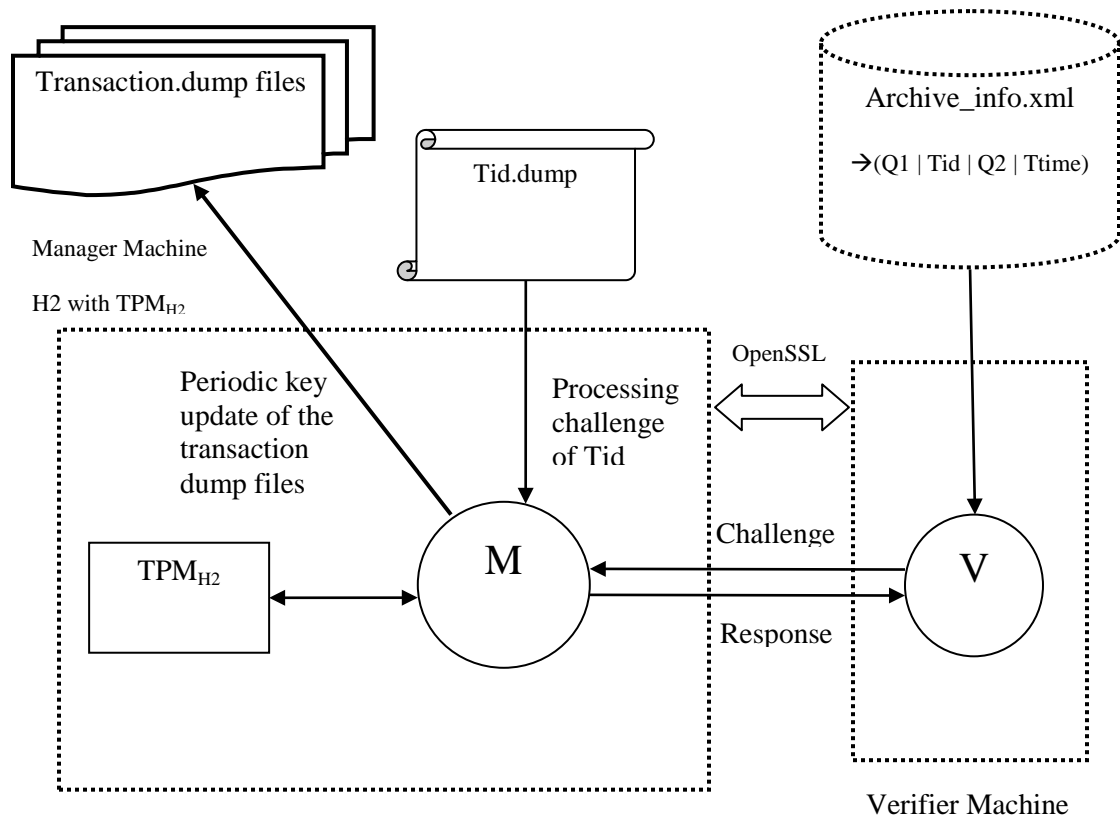 Transaction.dump files
Archive_info.xml
→(Q1 | Tid | Q2 | Ttime)
Tid.dump
Manager Machine
H2 with TPMH2
OpenSSL
Periodic key
update of the
transaction
dump files
Processing
challenge
of Tid
M
TPMH2
Challenge
V
Response
Verifier Machine